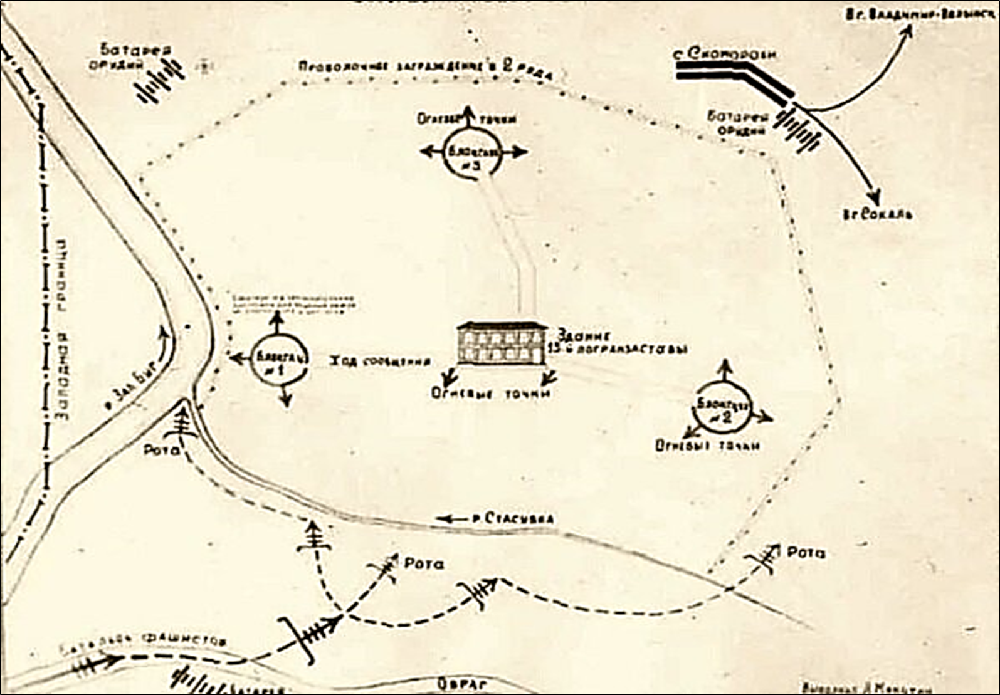 В г. Владимир-Волынск
Батарея
орудий
Проволочное заграждение в 2 ряда
с Скоморохи
Батарея
орудий
Огневые точки
Блокгауз
№3
В г Сокаль
Западная граница
Блокгауз
№1
Ход сообщения
Здание
13-й погранзаставы
Огневые точки
р Зап. Буг
Блокгауз
№2
Огневые точки
Рота
р. Стасувка
Рота
Рота
Батальон фашистов
Батарея
Овраг
Выполнил